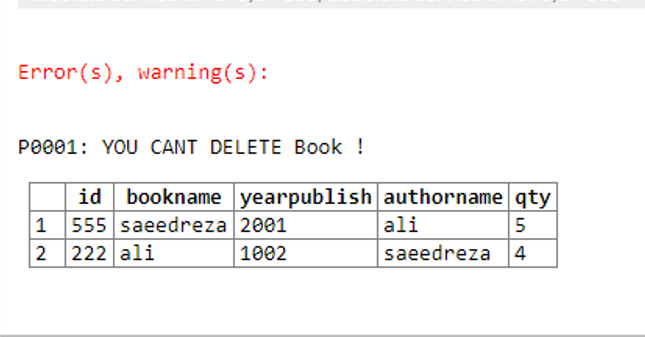 Error(s), warning(s):
P0001: YOU CANT DELETE Book !
id bookname yearpublish authorname qty
1 555 saeedreza 2001 ali 5
2 222 ali 1002 saeedreza 4